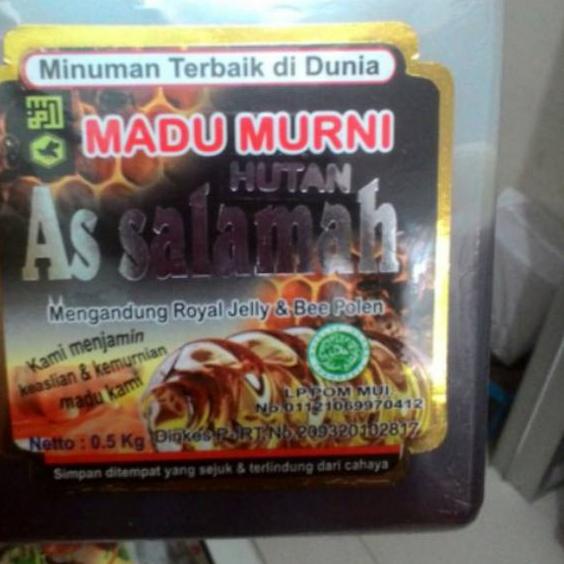 Minuman Terbaik di Dunia
MADU MURNI
HUTAN
As salamah
Mengandung Royal Jelly & Bee Polen
Kami menjamin
keaslian & kemurnian
madu kami
LP.POM MUI
No.01121069970412
Netto : 0.5 Kg Dinkes P-IRT.No.209320102817
Simpan ditempat yang sejuk & terlindung dari cahaya